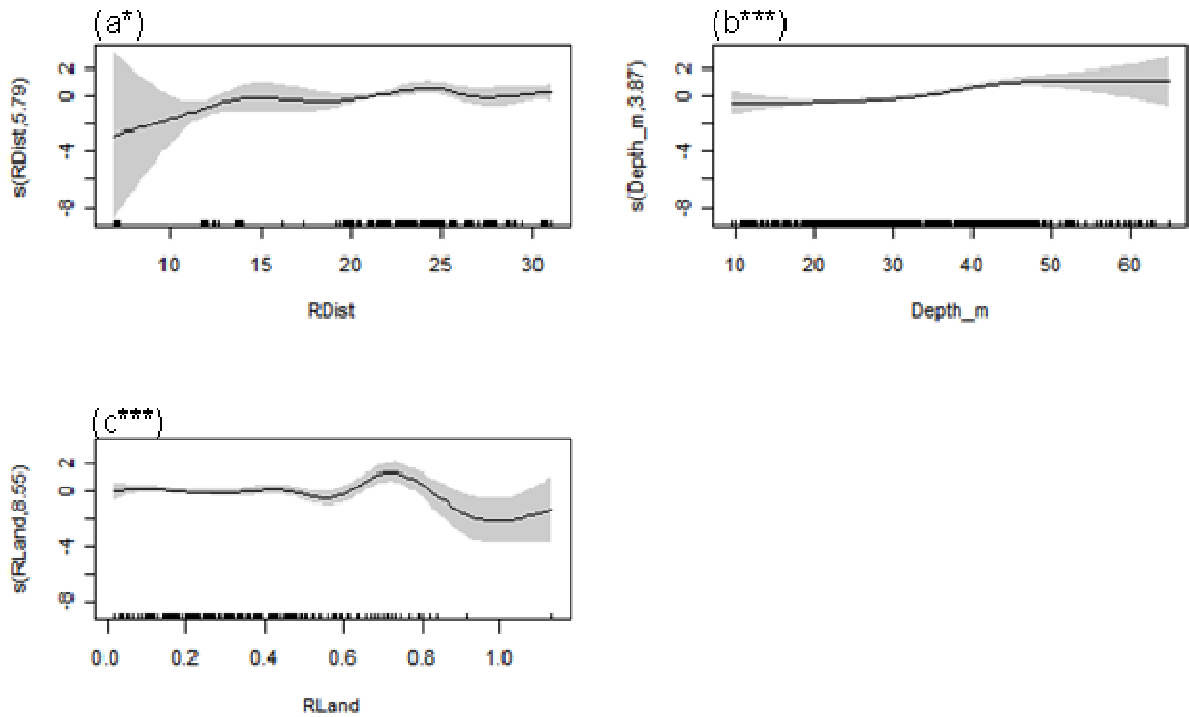 (a*)
s(RDist,5.79)
2
0
-4
-8
10 15 20 25 30
RDist
(b***)
s(Depth_m,3.87)
2
0
-4
-8
10 20 30 40 50 60
Depth_m
(c***)
s(RLand,8.55)
2
0
-4
-8
0.0 0.2 0.4 0.6 0.8 1.0
RLand